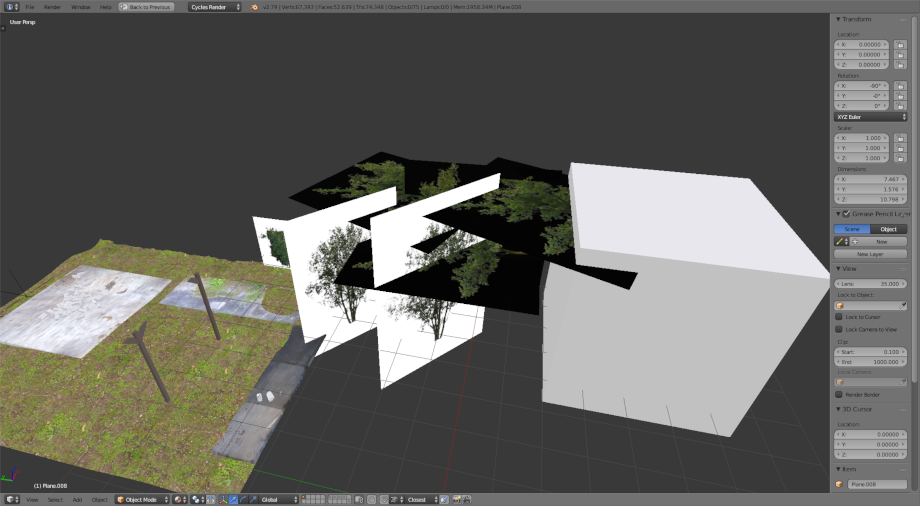 File Render Window Help Back to Previous Cycles Render v2.79 | Verts:67,393 | Faces:53,639 | Tris:74,348 | Objects:0/75 | Lamps:0/0 | Mem:1958.34M | Plane.008
User Persp
Transform
Location:
X: 0.00000
Y: 0.00000
Z: 0.00000
Rotation:
X: -90°
Y: -0°
Z: 0°
XYZ Euler
Scale:
X: 1.000
Y: 1.000
Z: 1.000
Dimensions:
X: 7.467
Y: 1.576
Z: 10.798
Grease Pencil
Scene Object
New
New Layer
View
Lens: 35.000
Lock to Object:
Lock to Cursor
Lock Camera to View
Clip:
Start: 0.100
End: 1000.000
Local Camera:
Render Border
3D Cursor
Location:
X: 0.00000
Y: 0.00000
Z: 0.00000
Item
Plane.008
(1) Plane.008
View Select Add Object Object Mode Global Closest